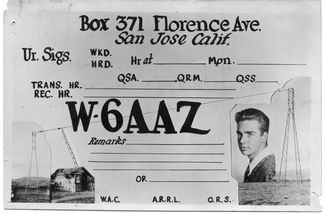 Box 371 Florence Ave.
San Jose Calif.
Ur. Sigs. WKD. HRD. Hr at Mon.
QSA. QRM. QSS
TRANS. HR.
REC. HR.
W-6AAZ
Remarks
OP.
W.A.C. A.R.R.L. O.R.S.